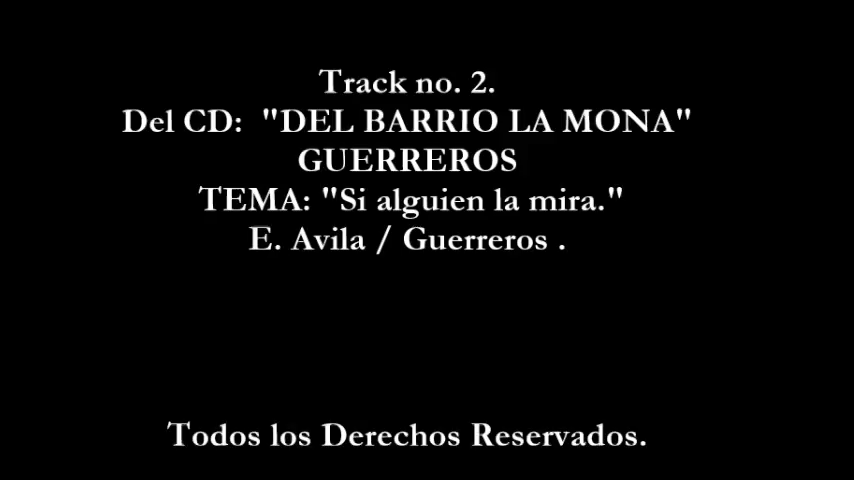 Track no. 2.
Del CD:  "DEL BARRIO LA MONA"
GUERREROS
TEMA: "Si alguien la mira."
E. Avila / Guerreros .
Todos los Derechos Reservados.